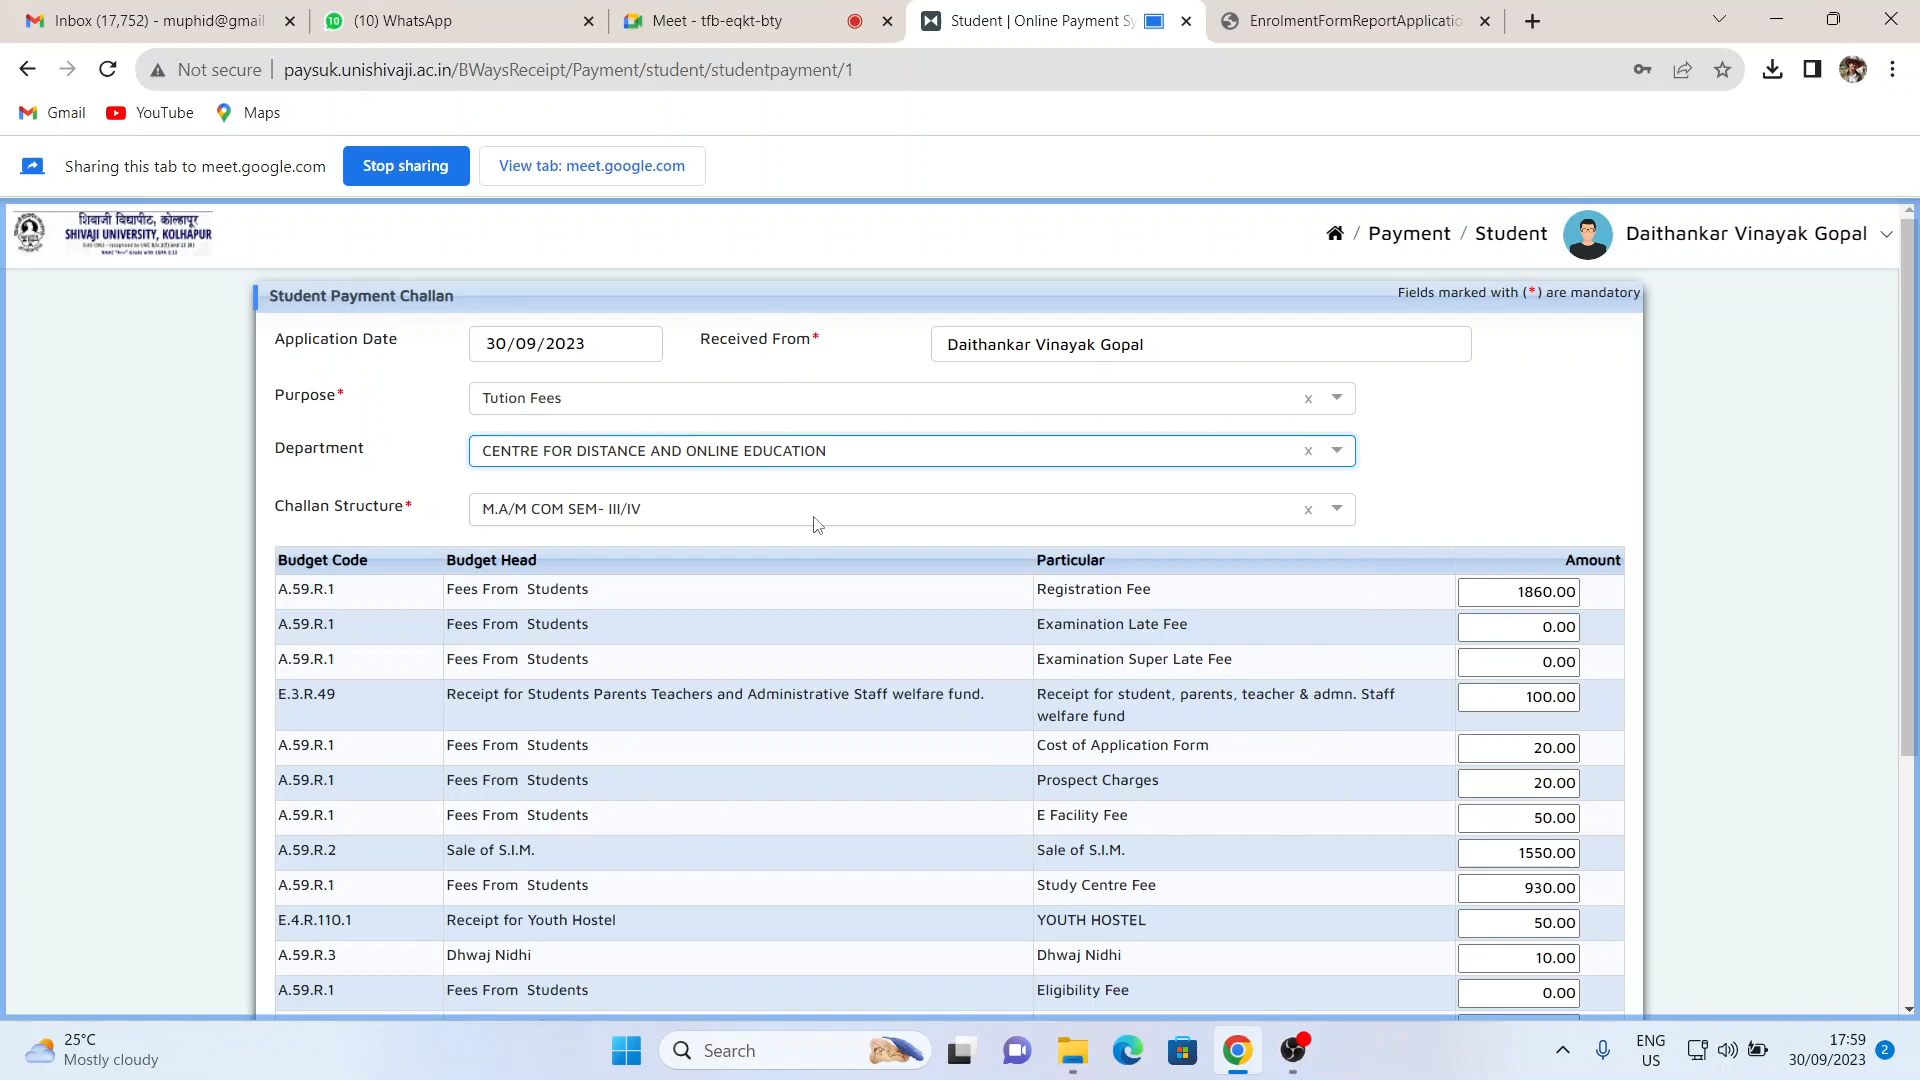 Inbox (17,752) - muphid@gmail
(10) WhatsApp
Meet - tfb-eqkt-bty
Student | Online Payment Sy
EnrolmentFormReportApplicatio
Not secure
paysuk.unishivaji.ac.in/BWaysReceipt/Payment/student/studentpayment/1
Gmail
YouTube
Maps
Sharing this tab to meet.google.com
Stop sharing
View tab: meet.google.com
शिवाजी विद्यापीठ, कोल्हापूर
SHIVAJI UNIVERSITY, KOLHAPUR
/ Payment / Student
Daithankar Vinayak Gopal
Student Payment Challan
Fields marked with (*) are mandatory
Application Date
30/09/2023
Received From*
Daithankar Vinayak Gopal
Purpose*
Tution Fees
x
Department
CENTRE FOR DISTANCE AND ONLINE EDUCATION
x
Challan Structure*
M.A/M COM SEM- III/IV
x
Budget Code Budget Head Particular Amount
A.59.R.1 Fees From Students Registration Fee 1860.00
A.59.R.1 Fees From Students Examination Late Fee 0.00
A.59.R.1 Fees From Students Examination Super Late Fee 0.00
E.3.R.49 Receipt for Students Parents Teachers and Administrative Staff welfare fund. Receipt for student, parents, teacher & admn. Staff 100.00
welfare fund
A.59.R.1 Fees From Students Cost of Application Form 20.00
A.59.R.1 Fees From Students Prospect Charges 20.00
A.59.R.1 Fees From Students E Facility Fee 50.00
A.59.R.2 Sale of S.I.M. Sale of S.I.M. 1550.00
A.59.R.1 Fees From Students Study Centre Fee 930.00
E.4.R.110.1 Receipt for Youth Hostel YOUTH HOSTEL 50.00
A.59.R.3 Dhwaj Nidhi Dhwaj Nidhi 10.00
A.59.R.1 Fees From Students Eligibility Fee 0.00
25°C
Mostly cloudy
Search
ENG
US
17:59
30/09/2023
2